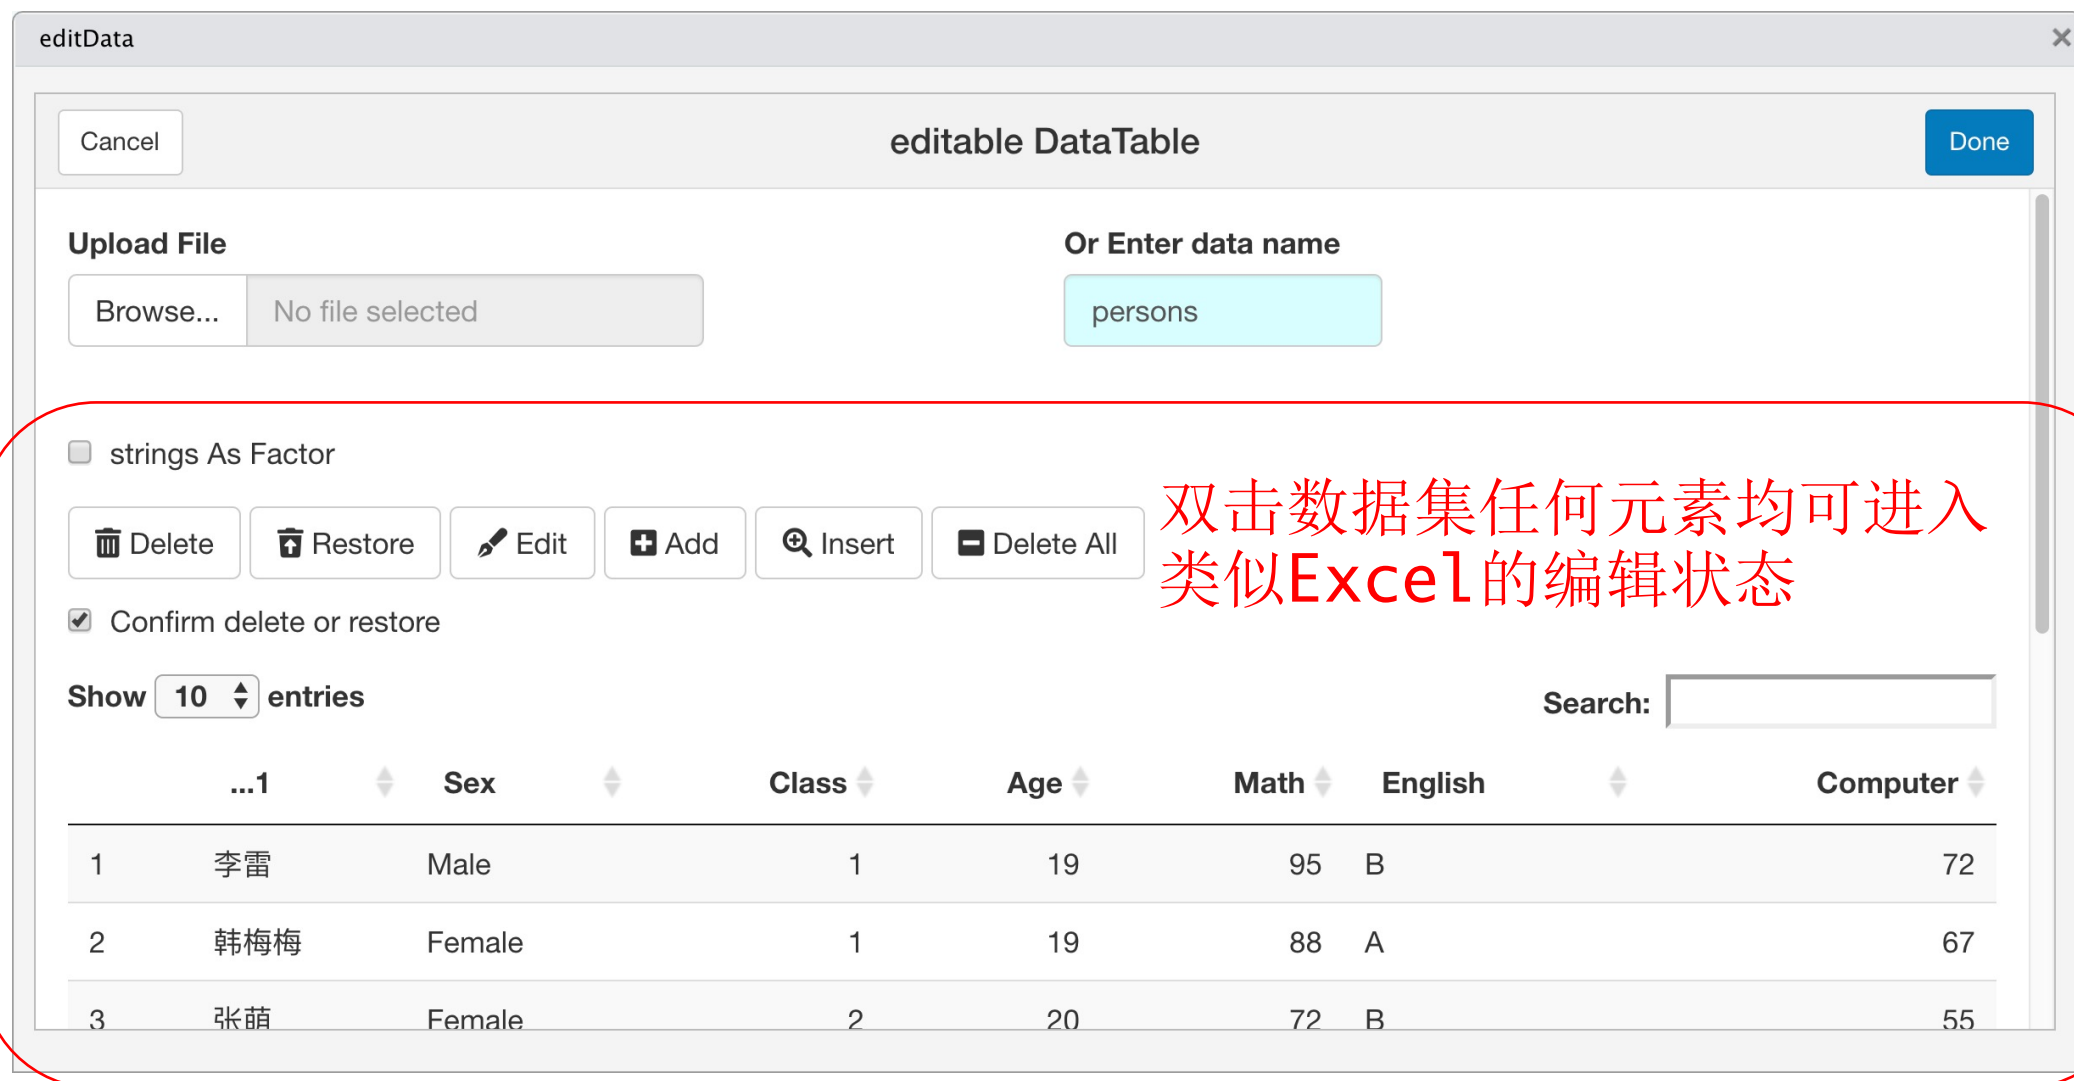 editData ×
Cancel editable DataTable Done
Upload File Or Enter data name
Browse... No file selected persons
strings As Factor
Delete Restore Edit Add Insert Delete All
双击数据集任何元素均可进入
类似Excel的编辑状态
Confirm delete or restore
Show 10 entries Search:
...1 Sex Class Age Math English Computer
1 李雷 Male 1 19 95 B 72
2 韩梅梅 Female 1 19 88 A 67
3 张萌 Female 2 20 72 B 55